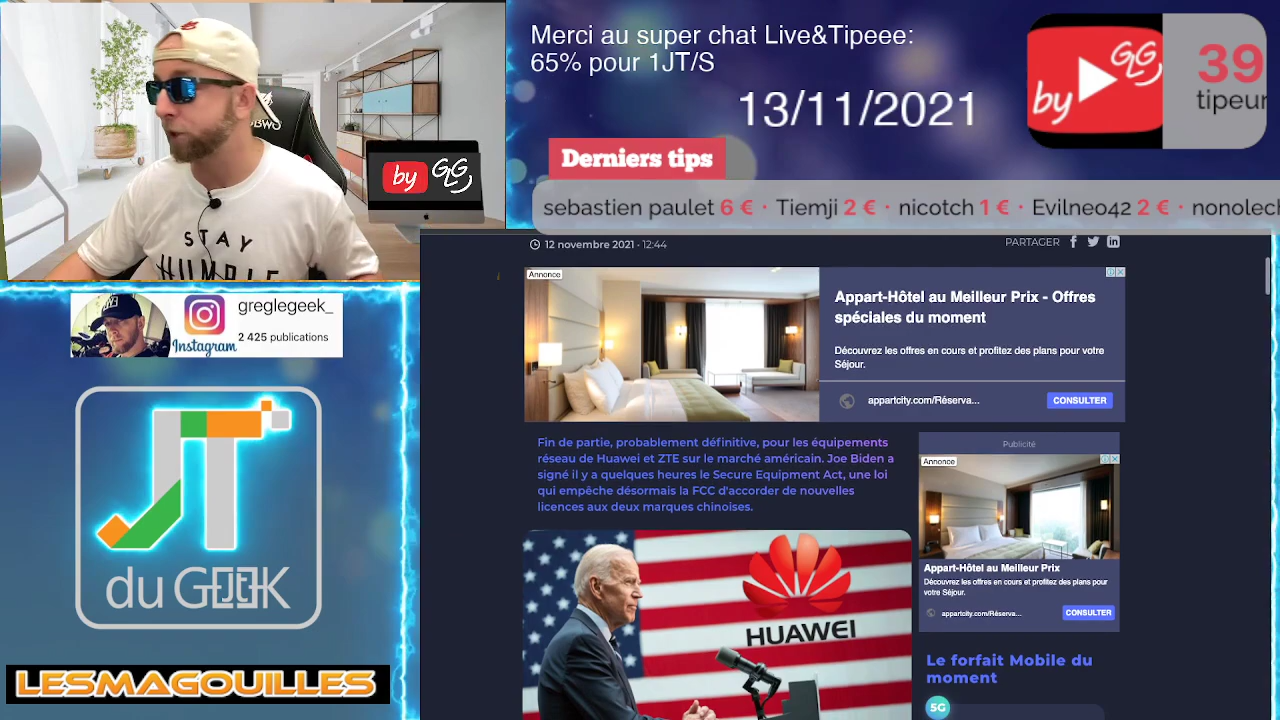 Merci au super chat Live&Tipeee:
65% pour 1JT/S
13/11/2021
by GLG
39
tipeur
Derniers tips
sebastien paulet 6 € · Tiemji 2 € · nicotch 1 € · Evilneo42 2 € · nonolech
STAY
HUMBLE
by GLG
12 novembre 2021 - 12:44
PARTAGER
Annonce
Appart-Hôtel au Meilleur Prix - Offres
spéciales du moment
Découvrez les offres en cours et profitez des plans pour votre
Séjour.
appartcity.com/Réserva...
CONSULTER
greglegeek_
2 425 publications
Instagram
JT
du GEEK
LESMAGOUILLES
Fin de partie, probablement définitive, pour les équipements
réseau de Huawei et ZTE sur le marché américain. Joe Biden a
signé il y a quelques heures le Secure Equipment Act, une loi
qui empêche désormais la FCC d'accorder de nouvelles
licences aux deux marques chinoises.
HUAWEI
Publicité
Annonce
Appart-Hôtel au Meilleur Prix
Découvrez les offres en cours et profitez des plans pour
votre Séjour.
appartcity.com/Réserva...
CONSULTER
Le forfait Mobile du
moment
5G